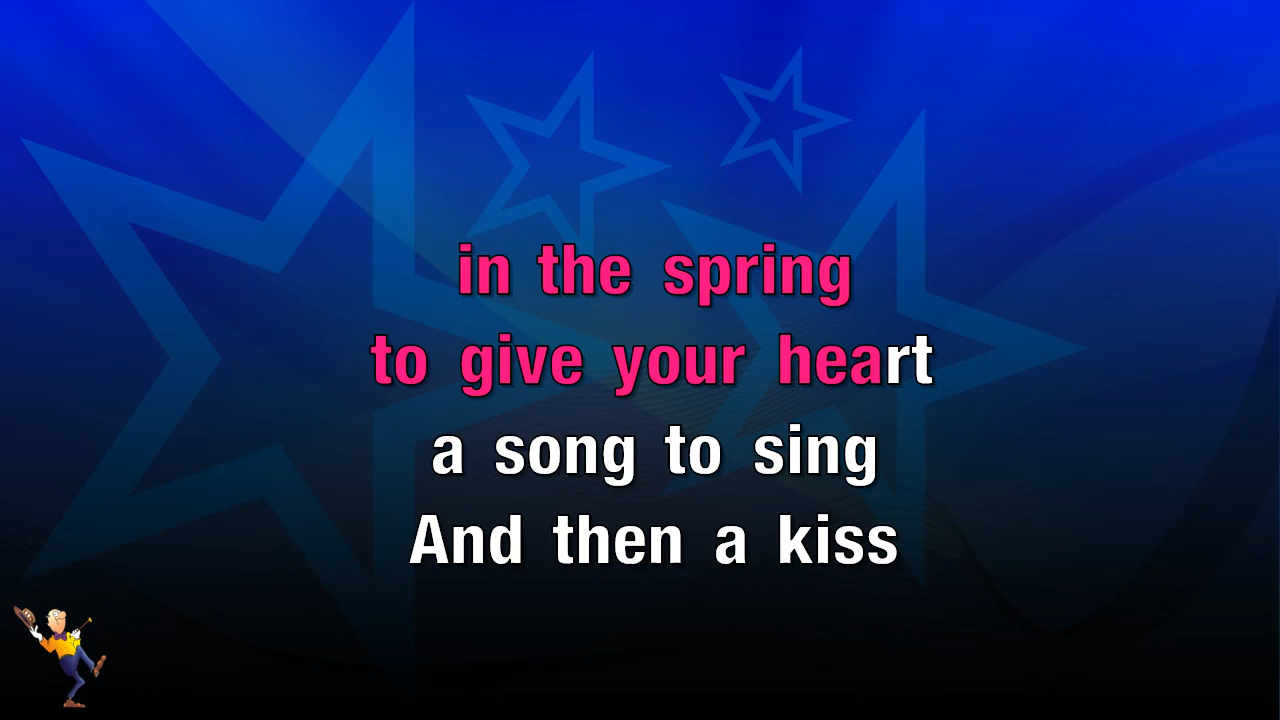 in the spring
to give your heart
a song to sing
And then a kiss